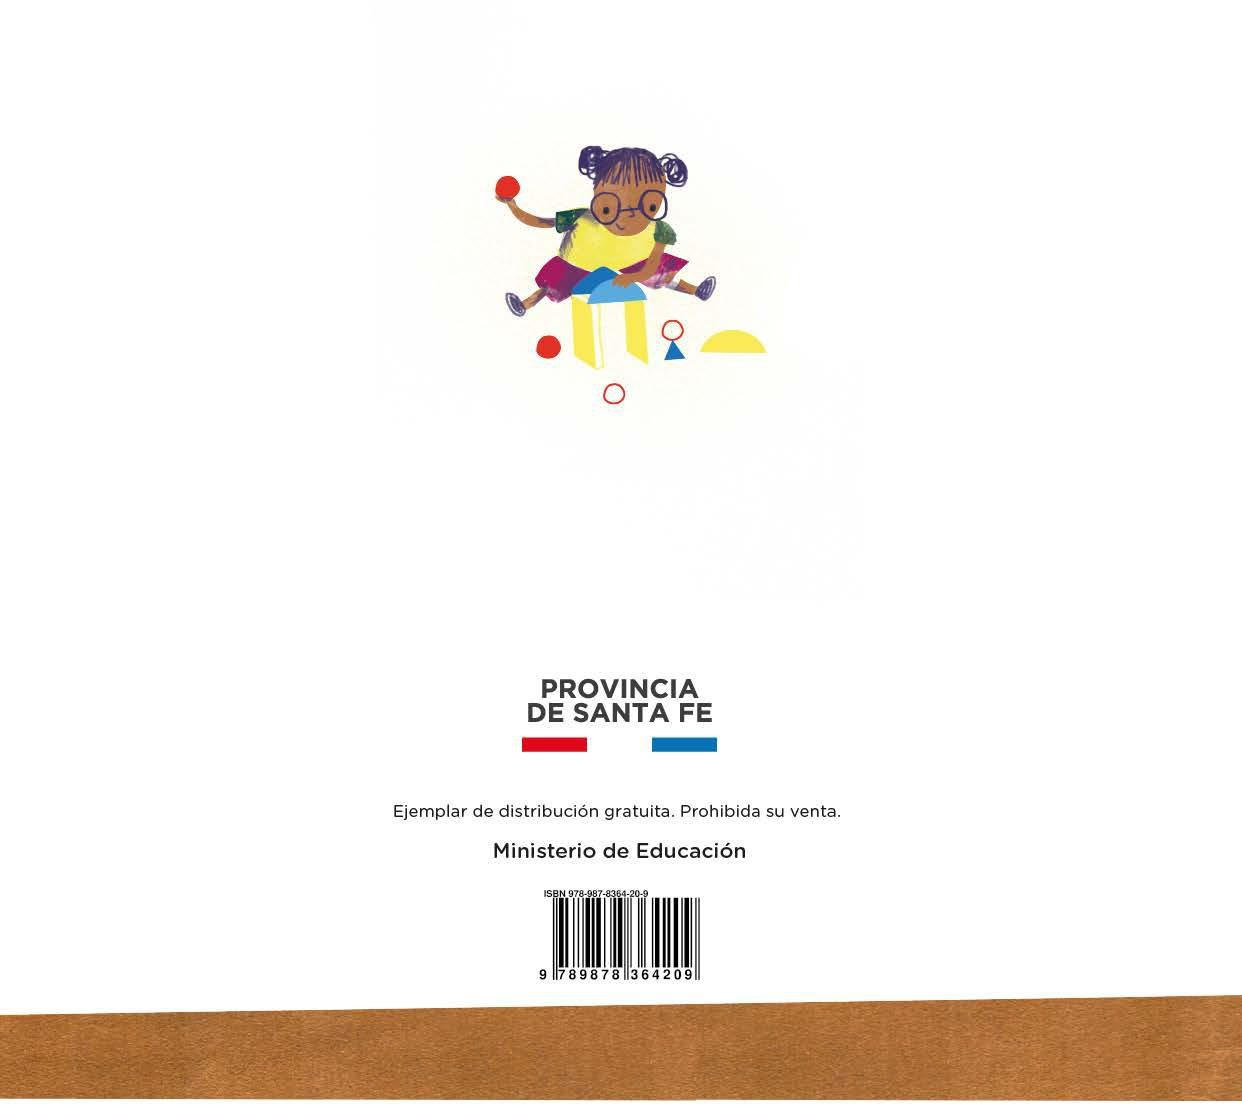 PROVINCIA
DE SANTA FE
Ejemplar de distribución gratuita. Prohibida su venta.
Ministerio de Educación
ISBN 978-987-8364-20-9
9 789878 364209